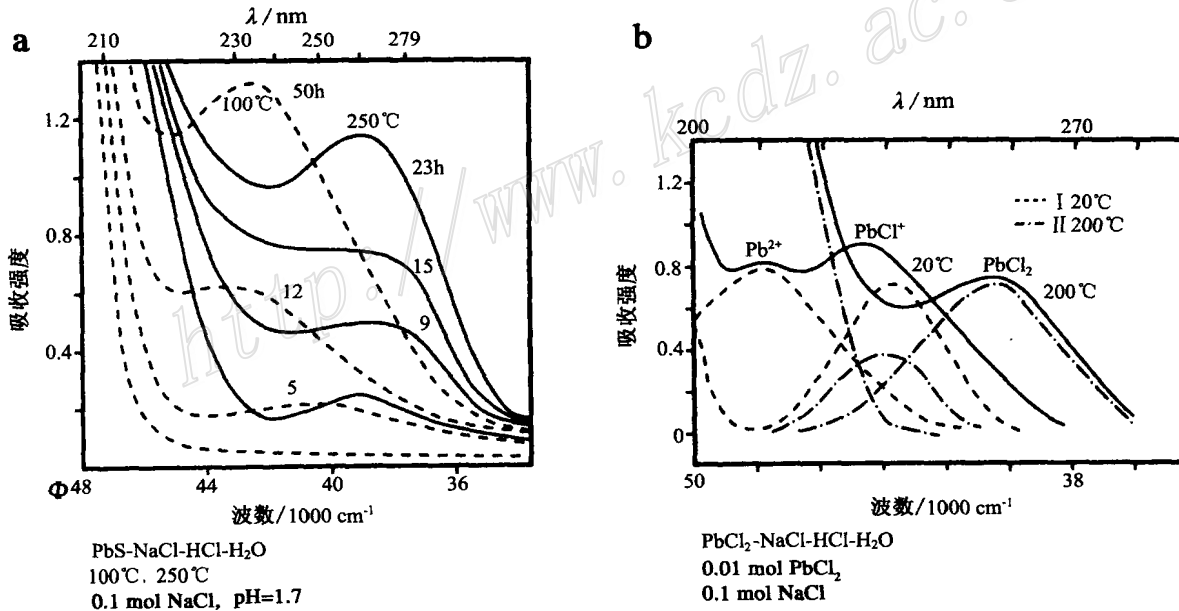 a
λ / nm
210 230 250 279
1.2
0.8
0.4
吸收强度
100℃
50h
250℃
23h
15
12
9
5
Φ 48 44 40 36
波数/1000 cm⁻¹
PbS-NaCl-HCl-H₂O
100℃, 250℃
0.1 mol NaCl, pH=1.7
b
λ / nm
200 270
1.2
0.8
0.4
0
吸收强度
I 20℃
II 200℃
Pb²⁺
PbCl⁺
20℃
PbCl₂
200℃
50 38
波数/1000 cm⁻¹
PbCl₂-NaCl-HCl-H₂O
0.01 mol PbCl₂
0.1 mol NaCl
http://www.kcdz.ac.